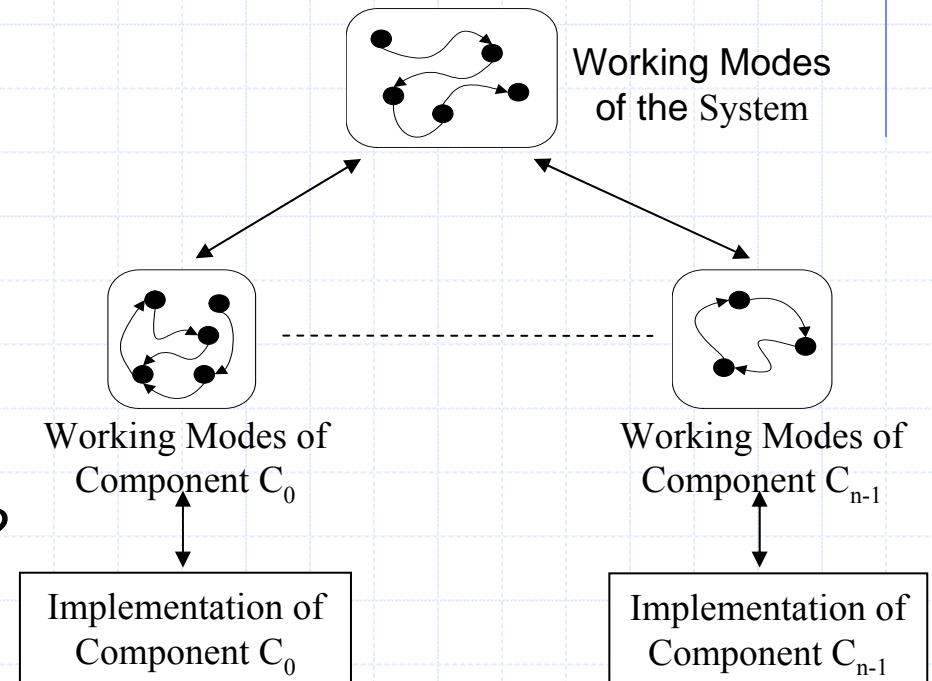 Working Modes
of the System
Working Modes of
Component C₀
Working Modes of
Component Cₙ₋₁
?
Implementation of
Component C₀
Implementation of
Component Cₙ₋₁